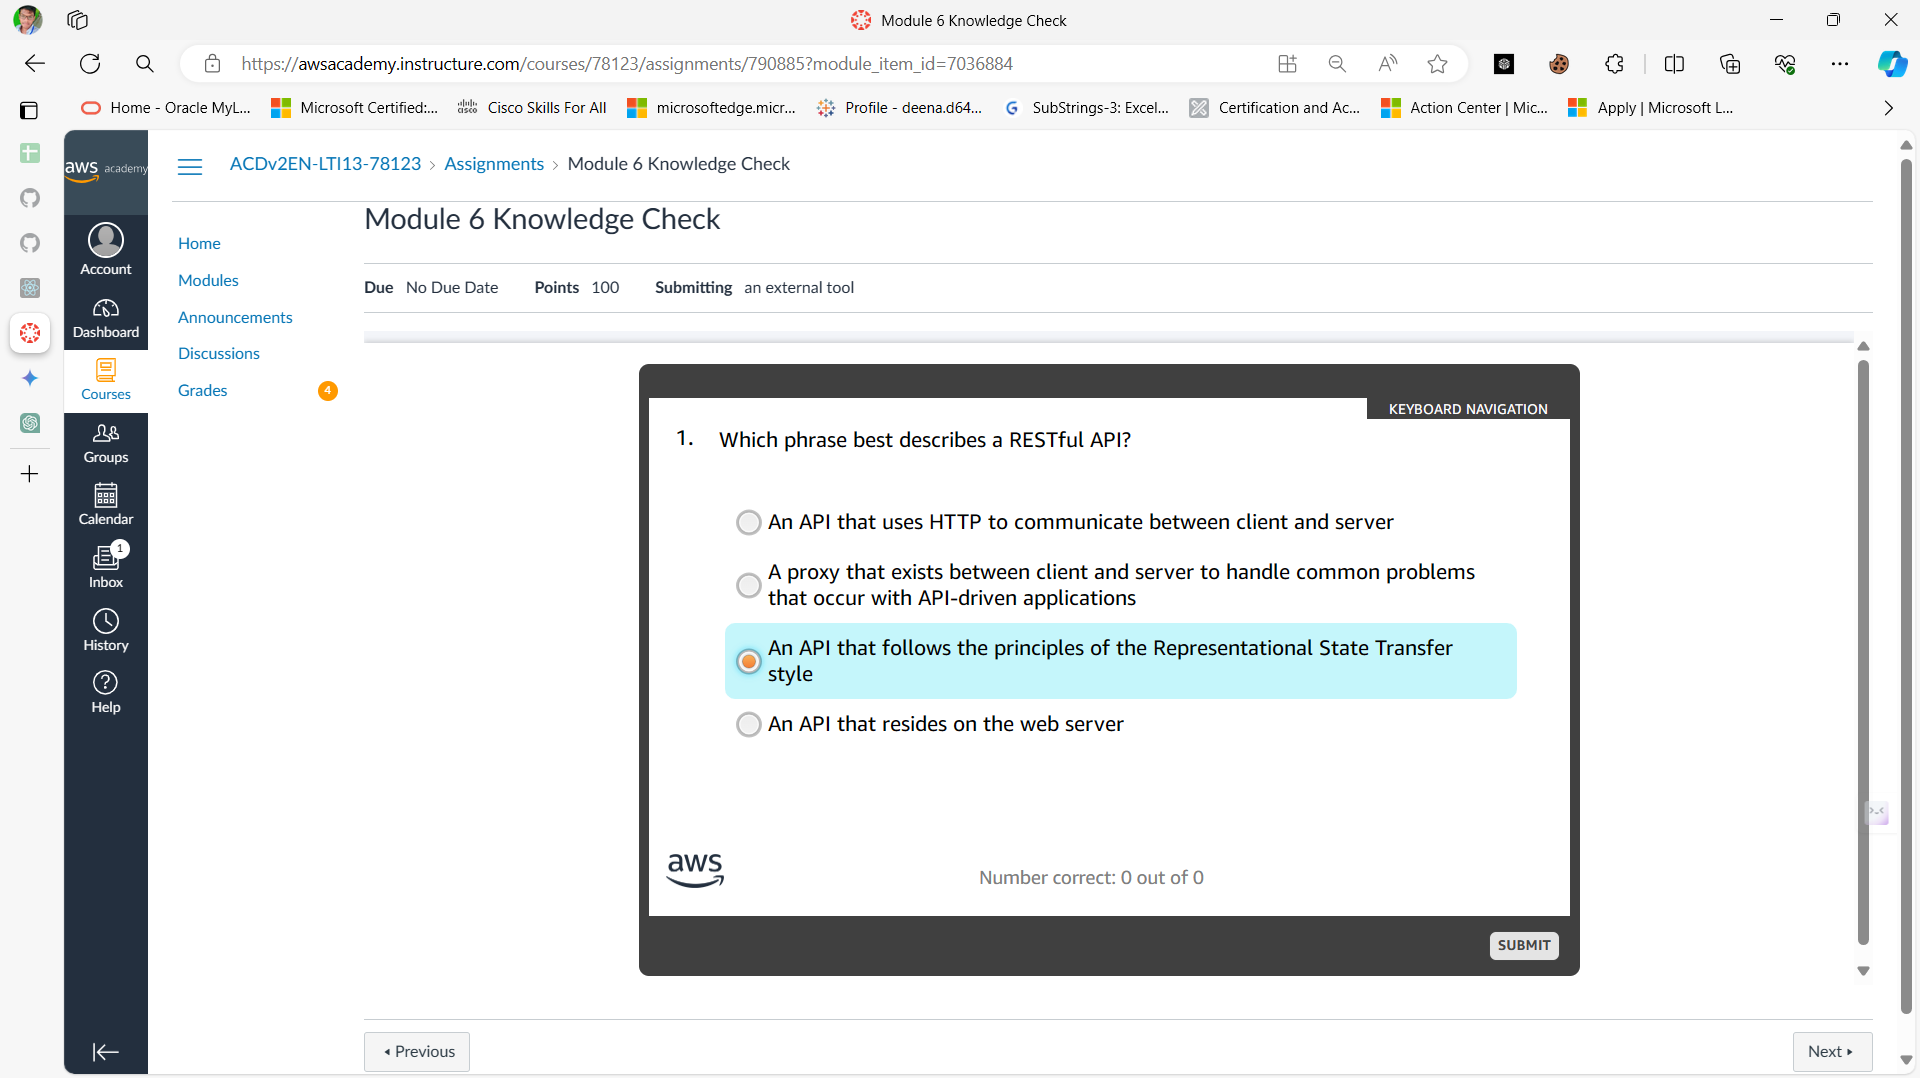 Module 6 Knowledge Check
https://awsacademy.instructure.com/courses/78123/assignments/790885?module_item_id=7036884
Home - Oracle MyL...
Microsoft Certified:...
Cisco Skills For All
microsoftedge.micr...
Profile - deena.d64...
SubStrings-3: Excel...
Certification and Ac...
Action Center | Mic...
Apply | Microsoft L...
aws academy
ACDv2EN-LTI13-78123 › Assignments › Module 6 Knowledge Check
Account
Dashboard
Courses
Groups
Calendar
1
Inbox
History
Help
Home
Modules
Announcements
Discussions
Grades 4
Module 6 Knowledge Check
Due No Due Date Points 100 Submitting an external tool
KEYBOARD NAVIGATION
1. Which phrase best describes a RESTful API?
An API that uses HTTP to communicate between client and server
A proxy that exists between client and server to handle common problems
that occur with API-driven applications
An API that follows the principles of the Representational State Transfer
style
An API that resides on the web server
aws
Number correct: 0 out of 0
SUBMIT
Previous
Next